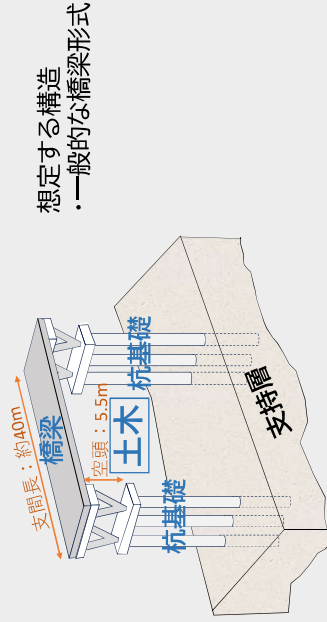 想定する構造
・一般的な橋梁形式
支間長：約40m
橋梁
空頭：5.5m
土木
杭基礎
杭基礎
支持層